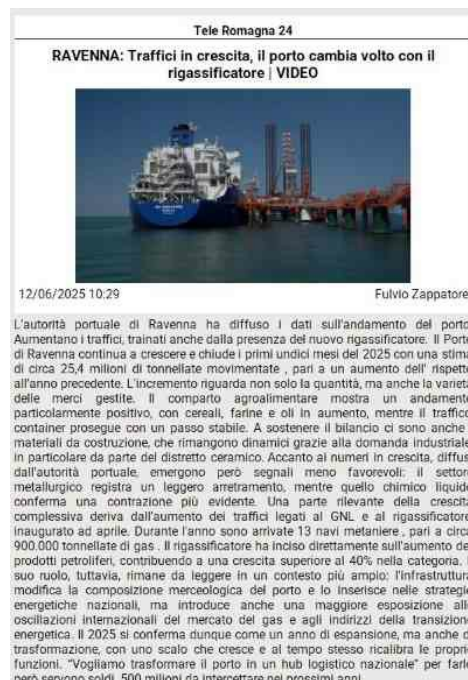 Tele Romagna 24
RAVENNA: Traffici in crescita, il porto cambia volto con il
rigassificatore | VIDEO
12/06/2025 10:29 Fulvio Zappatore
L'autorità portuale di Ravenna ha diffuso i dati sull'andamento del porto
Aumentano i traffici, trainati anche dalla presenza del nuovo rigassificatore. Il Porto
di Ravenna continua a crescere e chiude i primi undici mesi del 2025 con una stima
di circa 25,4 milioni di tonnellate movimentate , pari a un aumento dell' rispetto
all'anno precedente. L'incremento riguarda non solo la quantità, ma anche la varietà
delle merci gestite. Il comparto agroalimentare mostra un andamento
particolarmente positivo, con cereali, farine e oli in aumento, mentre il traffico
container prosegue con un passo stabile. A sostenere il bilancio ci sono anche
materiali da costruzione, che rimangono dinamici grazie alla domanda industriale
in particolare da parte del distretto ceramico. Accanto ai numeri in crescita, diffusi
dall'autorità portuale, emergono però segnali meno favorevoli: il settore
metallurgico registra un leggero arretramento, mentre quello chimico liquido
conferma una contrazione più evidente. Una parte rilevante della crescita
complessiva deriva dall'aumento dei traffici legati al GNL e al rigassificatore
inaugurato ad aprile. Durante l'anno sono arrivate 13 navi metaniere , pari a circa
900.000 tonnellate di gas . Il rigassificatore ha inciso direttamente sull'aumento dei
prodotti petroliferi, contribuendo a una crescita superiore al 40% nella categoria.
suo ruolo, tuttavia, rimane da leggere in un contesto più ampio: l'infrastruttura
modifica la composizione merceologica del porto e lo inserisce nelle strategie
energetiche nazionali, ma introduce anche una maggiore esposizione alle
oscillazioni internazionali del mercato del gas e agli indirizzi della transizione
energetica. Il 2025 si conferma dunque come un anno di espansione, ma anche di
trasformazione, con uno scalo che cresce e al tempo stesso ricalibra le proprie
funzioni. "Vogliamo trasformare il porto in un hub logistico nazionale" per farlo
però servono soldi, 500 milioni da intercettare nei prossimi anni